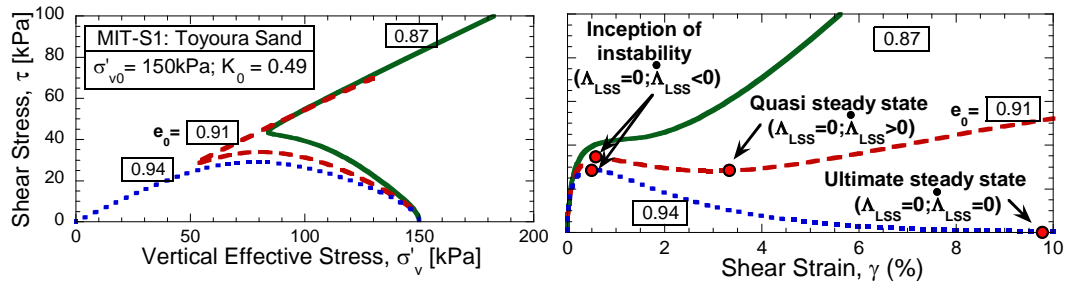 MIT-S1: Toyoura Sand
σ'v0= 150kPa; K0 = 0.49
0.87
e0= 0.91
0.94
100
80
60
40
20
0
Shear Stress, τ [kPa]
0 50 100 150 200
Vertical Effective Stress, σ'v [kPa]
Inception of
instability
(ΛLSS=0;Λ̇LSS<0)
0.87
Quasi steady state
(ΛLSS=0;Λ̇LSS>0)
e0= 0.91
Ultimate steady state
(ΛLSS=0;Λ̇LSS=0)
0.94
0 2 4 6 8 10
Shear Strain, γ (%)